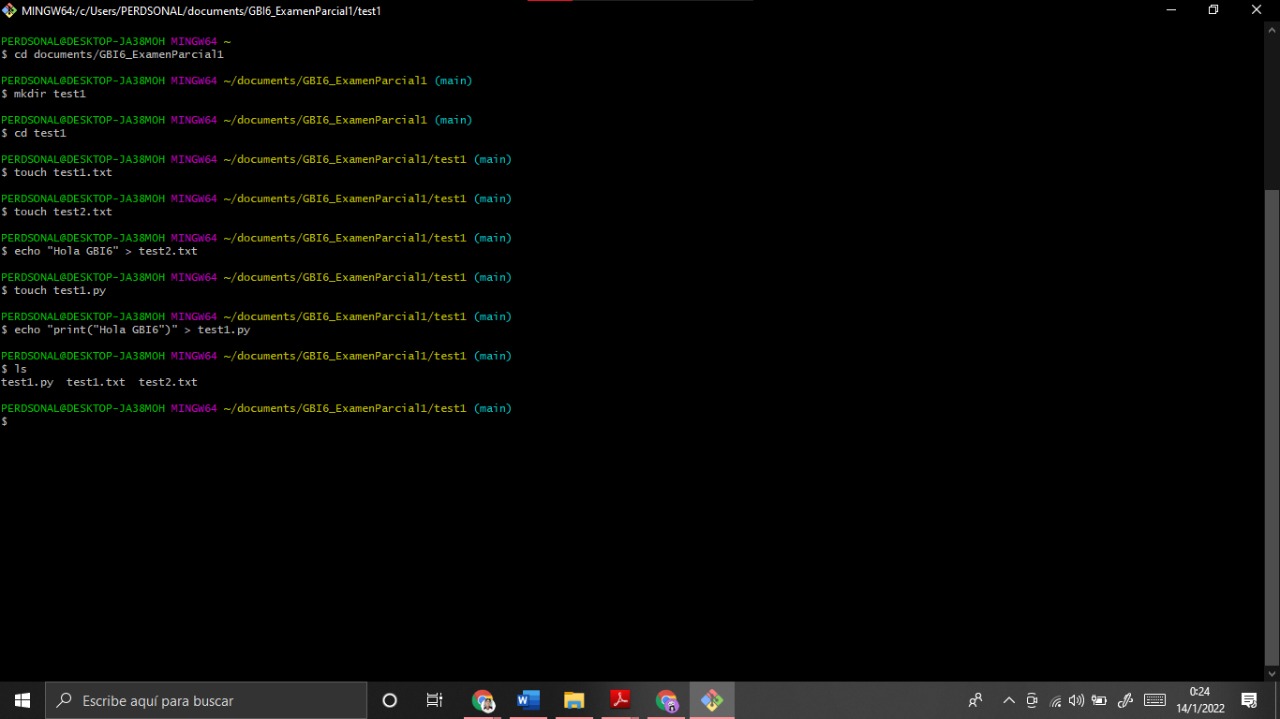 MINGW64:/c/Users/PERDSONAL/documents/GBI6_ExamenParcial1/test1
PERDSONAL@DESKTOP-JA38MOH MINGW64 ~
$ cd documents/GBI6_ExamenParcial1
PERDSONAL@DESKTOP-JA38MOH MINGW64 ~/documents/GBI6_ExamenParcial1 (main)
$ mkdir test1
PERDSONAL@DESKTOP-JA38MOH MINGW64 ~/documents/GBI6_ExamenParcial1 (main)
$ cd test1
PERDSONAL@DESKTOP-JA38MOH MINGW64 ~/documents/GBI6_ExamenParcial1/test1 (main)
$ touch test1.txt
PERDSONAL@DESKTOP-JA38MOH MINGW64 ~/documents/GBI6_ExamenParcial1/test1 (main)
$ touch test2.txt
PERDSONAL@DESKTOP-JA38MOH MINGW64 ~/documents/GBI6_ExamenParcial1/test1 (main)
$ echo "Hola GBI6" > test2.txt
PERDSONAL@DESKTOP-JA38MOH MINGW64 ~/documents/GBI6_ExamenParcial1/test1 (main)
$ touch test1.py
PERDSONAL@DESKTOP-JA38MOH MINGW64 ~/documents/GBI6_ExamenParcial1/test1 (main)
$ echo "print("Hola GBI6")" > test1.py
PERDSONAL@DESKTOP-JA38MOH MINGW64 ~/documents/GBI6_ExamenParcial1/test1 (main)
$ ls
test1.py  test1.txt  test2.txt
PERDSONAL@DESKTOP-JA38MOH MINGW64 ~/documents/GBI6_ExamenParcial1/test1 (main)
$
Escribe aquí para buscar
0:24
14/1/2022